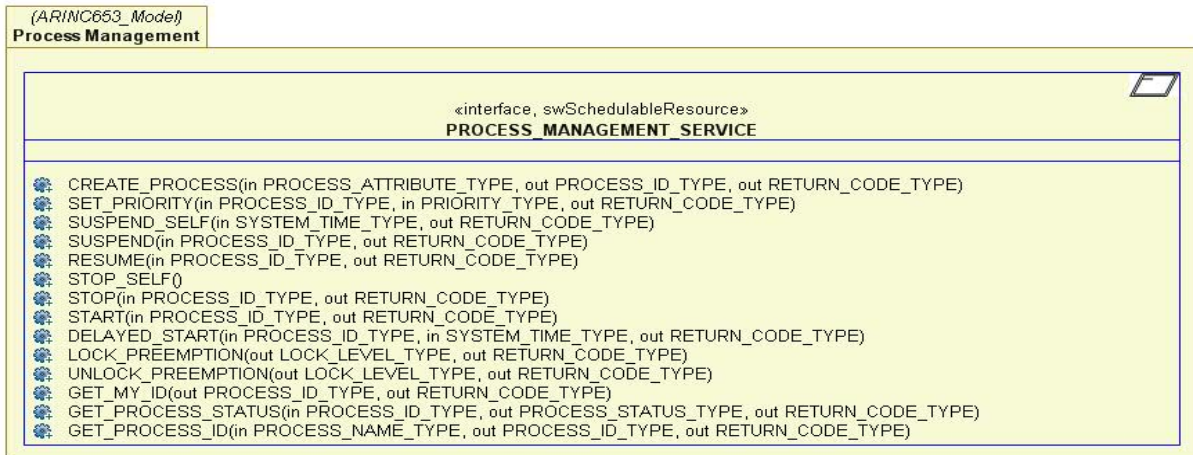 (ARINC653_Model)
Process Management
«interface, swSchedulableResource»
PROCESS_MANAGEMENT_SERVICE
CREATE_PROCESS(in PROCESS_ATTRIBUTE_TYPE, out PROCESS_ID_TYPE, out RETURN_CODE_TYPE)
SET_PRIORITY(in PROCESS_ID_TYPE, in PRIORITY_TYPE, out RETURN_CODE_TYPE)
SUSPEND_SELF(in SYSTEM_TIME_TYPE, out RETURN_CODE_TYPE)
SUSPEND(in PROCESS_ID_TYPE, out RETURN_CODE_TYPE)
RESUME(in PROCESS_ID_TYPE, out RETURN_CODE_TYPE)
STOP_SELF()
STOP(in PROCESS_ID_TYPE, out RETURN_CODE_TYPE)
START(in PROCESS_ID_TYPE, out RETURN_CODE_TYPE)
DELAYED_START(in PROCESS_ID_TYPE, in SYSTEM_TIME_TYPE, out RETURN_CODE_TYPE)
LOCK_PREEMPTION(out LOCK_LEVEL_TYPE, out RETURN_CODE_TYPE)
UNLOCK_PREEMPTION(out LOCK_LEVEL_TYPE, out RETURN_CODE_TYPE)
GET_MY_ID(out PROCESS_ID_TYPE, out RETURN_CODE_TYPE)
GET_PROCESS_STATUS(in PROCESS_ID_TYPE, out PROCESS_STATUS_TYPE, out RETURN_CODE_TYPE)
GET_PROCESS_ID(in PROCESS_NAME_TYPE, out PROCESS_ID_TYPE, out RETURN_CODE_TYPE)